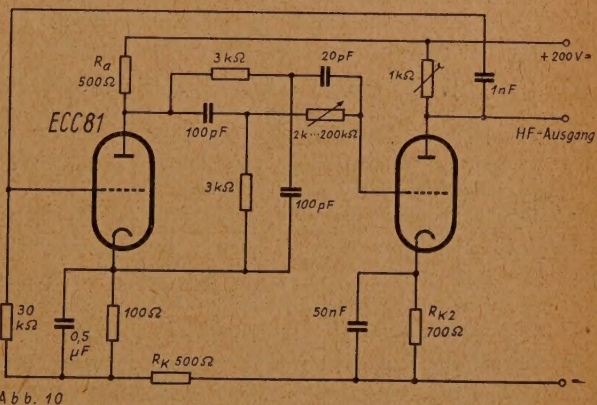 Ra
500Ω
3kΩ
20pF
1kΩ
1nF
+200V=
HF-Ausgang
ECC81
100pF
2k...200kΩ
3kΩ
100pF
30
kΩ
0,5
µF
100Ω
50nF
RK2
700Ω
RK 500Ω
-
Abb. 10